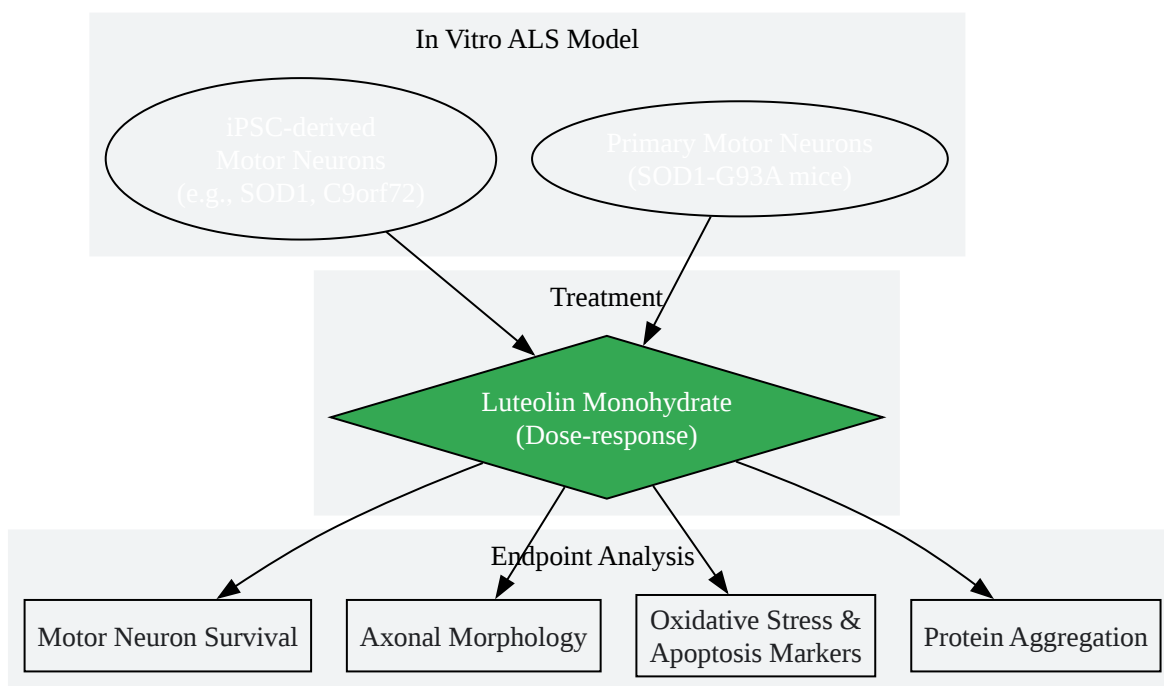 In Vitro ALS Model
iPSC-derived
Motor Neurons
(e.g., SOD1, C9orf72)
Primary Motor Neurons
(SOD1-G93A mice)
Treatment
Luteolin Monohydrate
(Dose-response)
Endpoint Analysis
Motor Neuron Survival
Axonal Morphology
Oxidative Stress &
Apoptosis Markers
Protein Aggregation